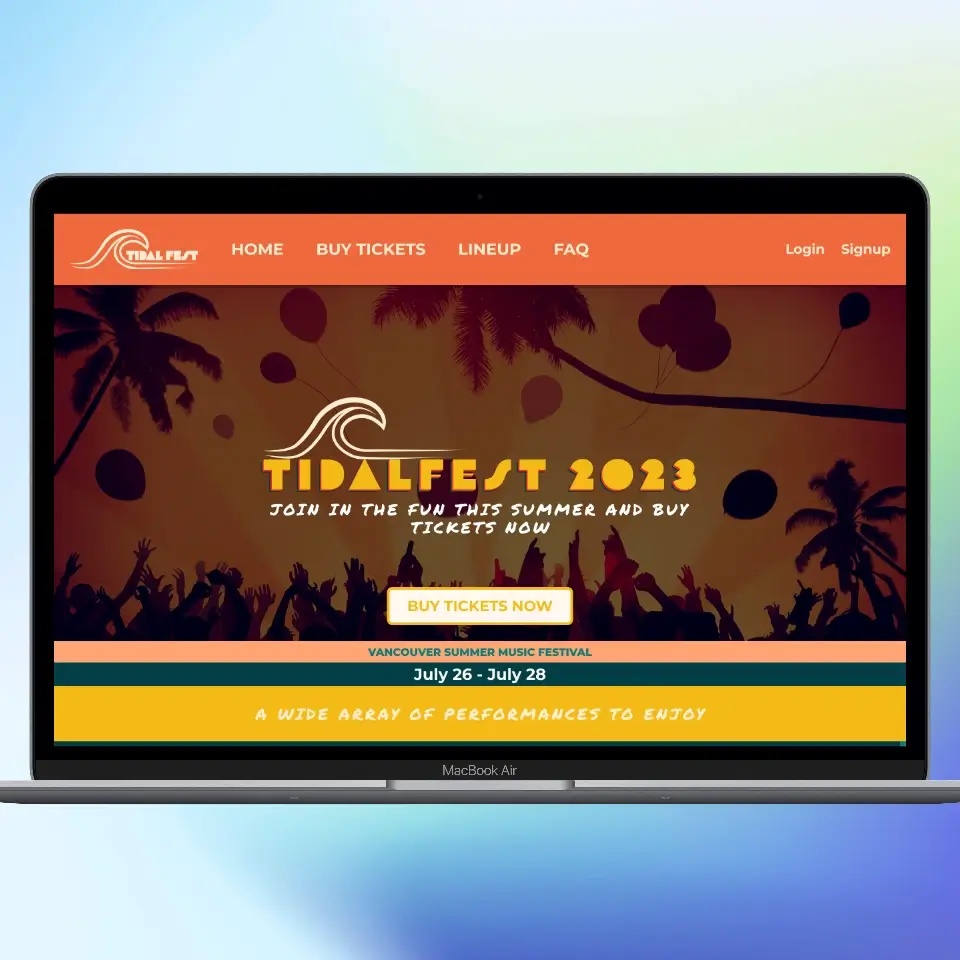 TIDAL FEST
HOME
BUY TICKETS
LINEUP
FAQ
Login
Signup
TIDALFEST 2023
JOIN IN THE FUN THIS SUMMER AND BUY
TICKETS NOW
BUY TICKETS NOW
VANCOUVER SUMMER MUSIC FESTIVAL
July 26 - July 28
A WIDE ARRAY OF PERFORMANCES TO ENJOY
MacBook Air